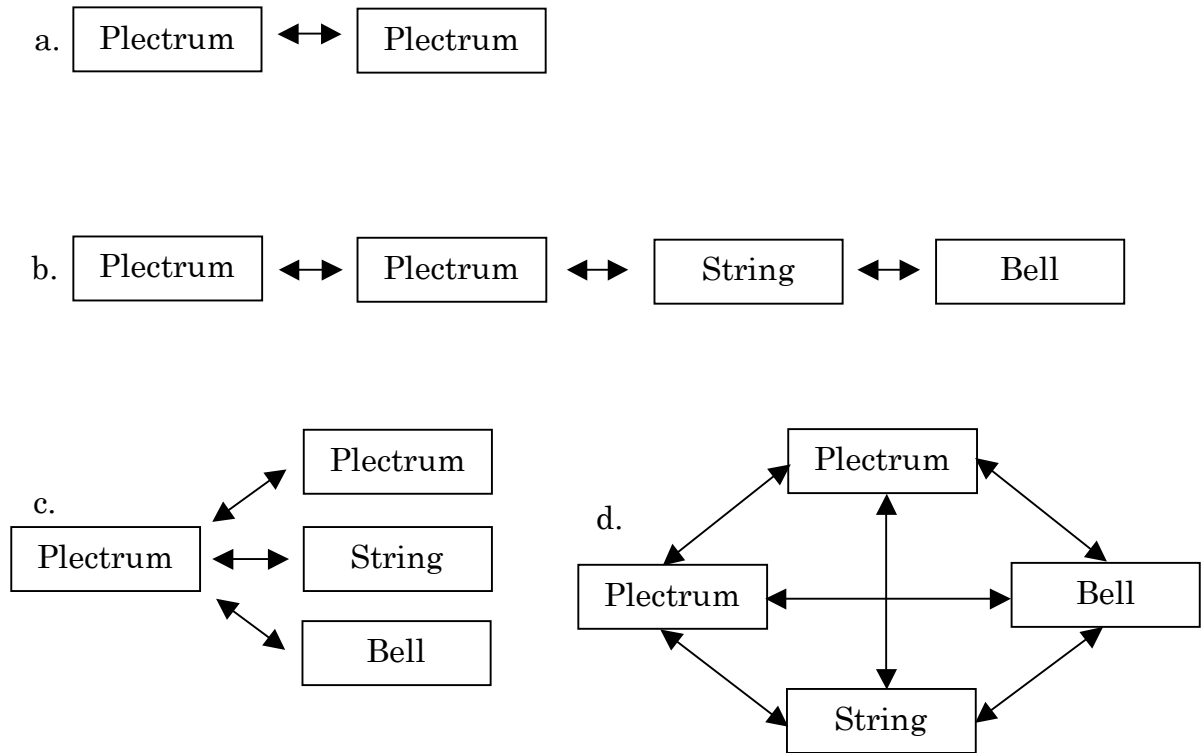 a. Plectrum Plectrum
b. Plectrum Plectrum String Bell
c.
Plectrum
Plectrum
String
Bell
d.
Plectrum
Plectrum
Bell
String